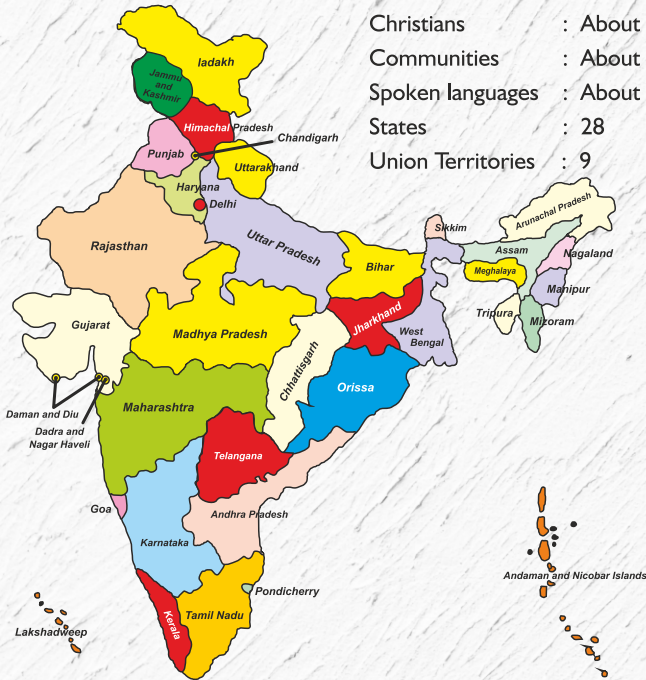 Christians : About
Communities : About
Spoken languages : About
States : 28
Union Territories : 9
ladakh
Jammu
and
Kashmir
Himachal Pradesh
Chandigarh
Punjab
Uttarakhand
Haryana
Delhi
Arunachal Pradesh
Sikkim
Assam
Nagaland
Rajasthan
Uttar Pradesh
Bihar
Meghalaya
Manipur
Gujarat
Tripura
Mizoram
Madhya Pradesh
Jharkhand
West
Bengal
Chhattisgarh
Orissa
Daman and Diu
Dadra and
Nagar Haveli
Maharashtra
Telangana
Goa
Andhra Pradesh
Karnataka
Andaman and Nicobar Islands
Pondicherry
Kerala
Tamil Nadu
Lakshadweep